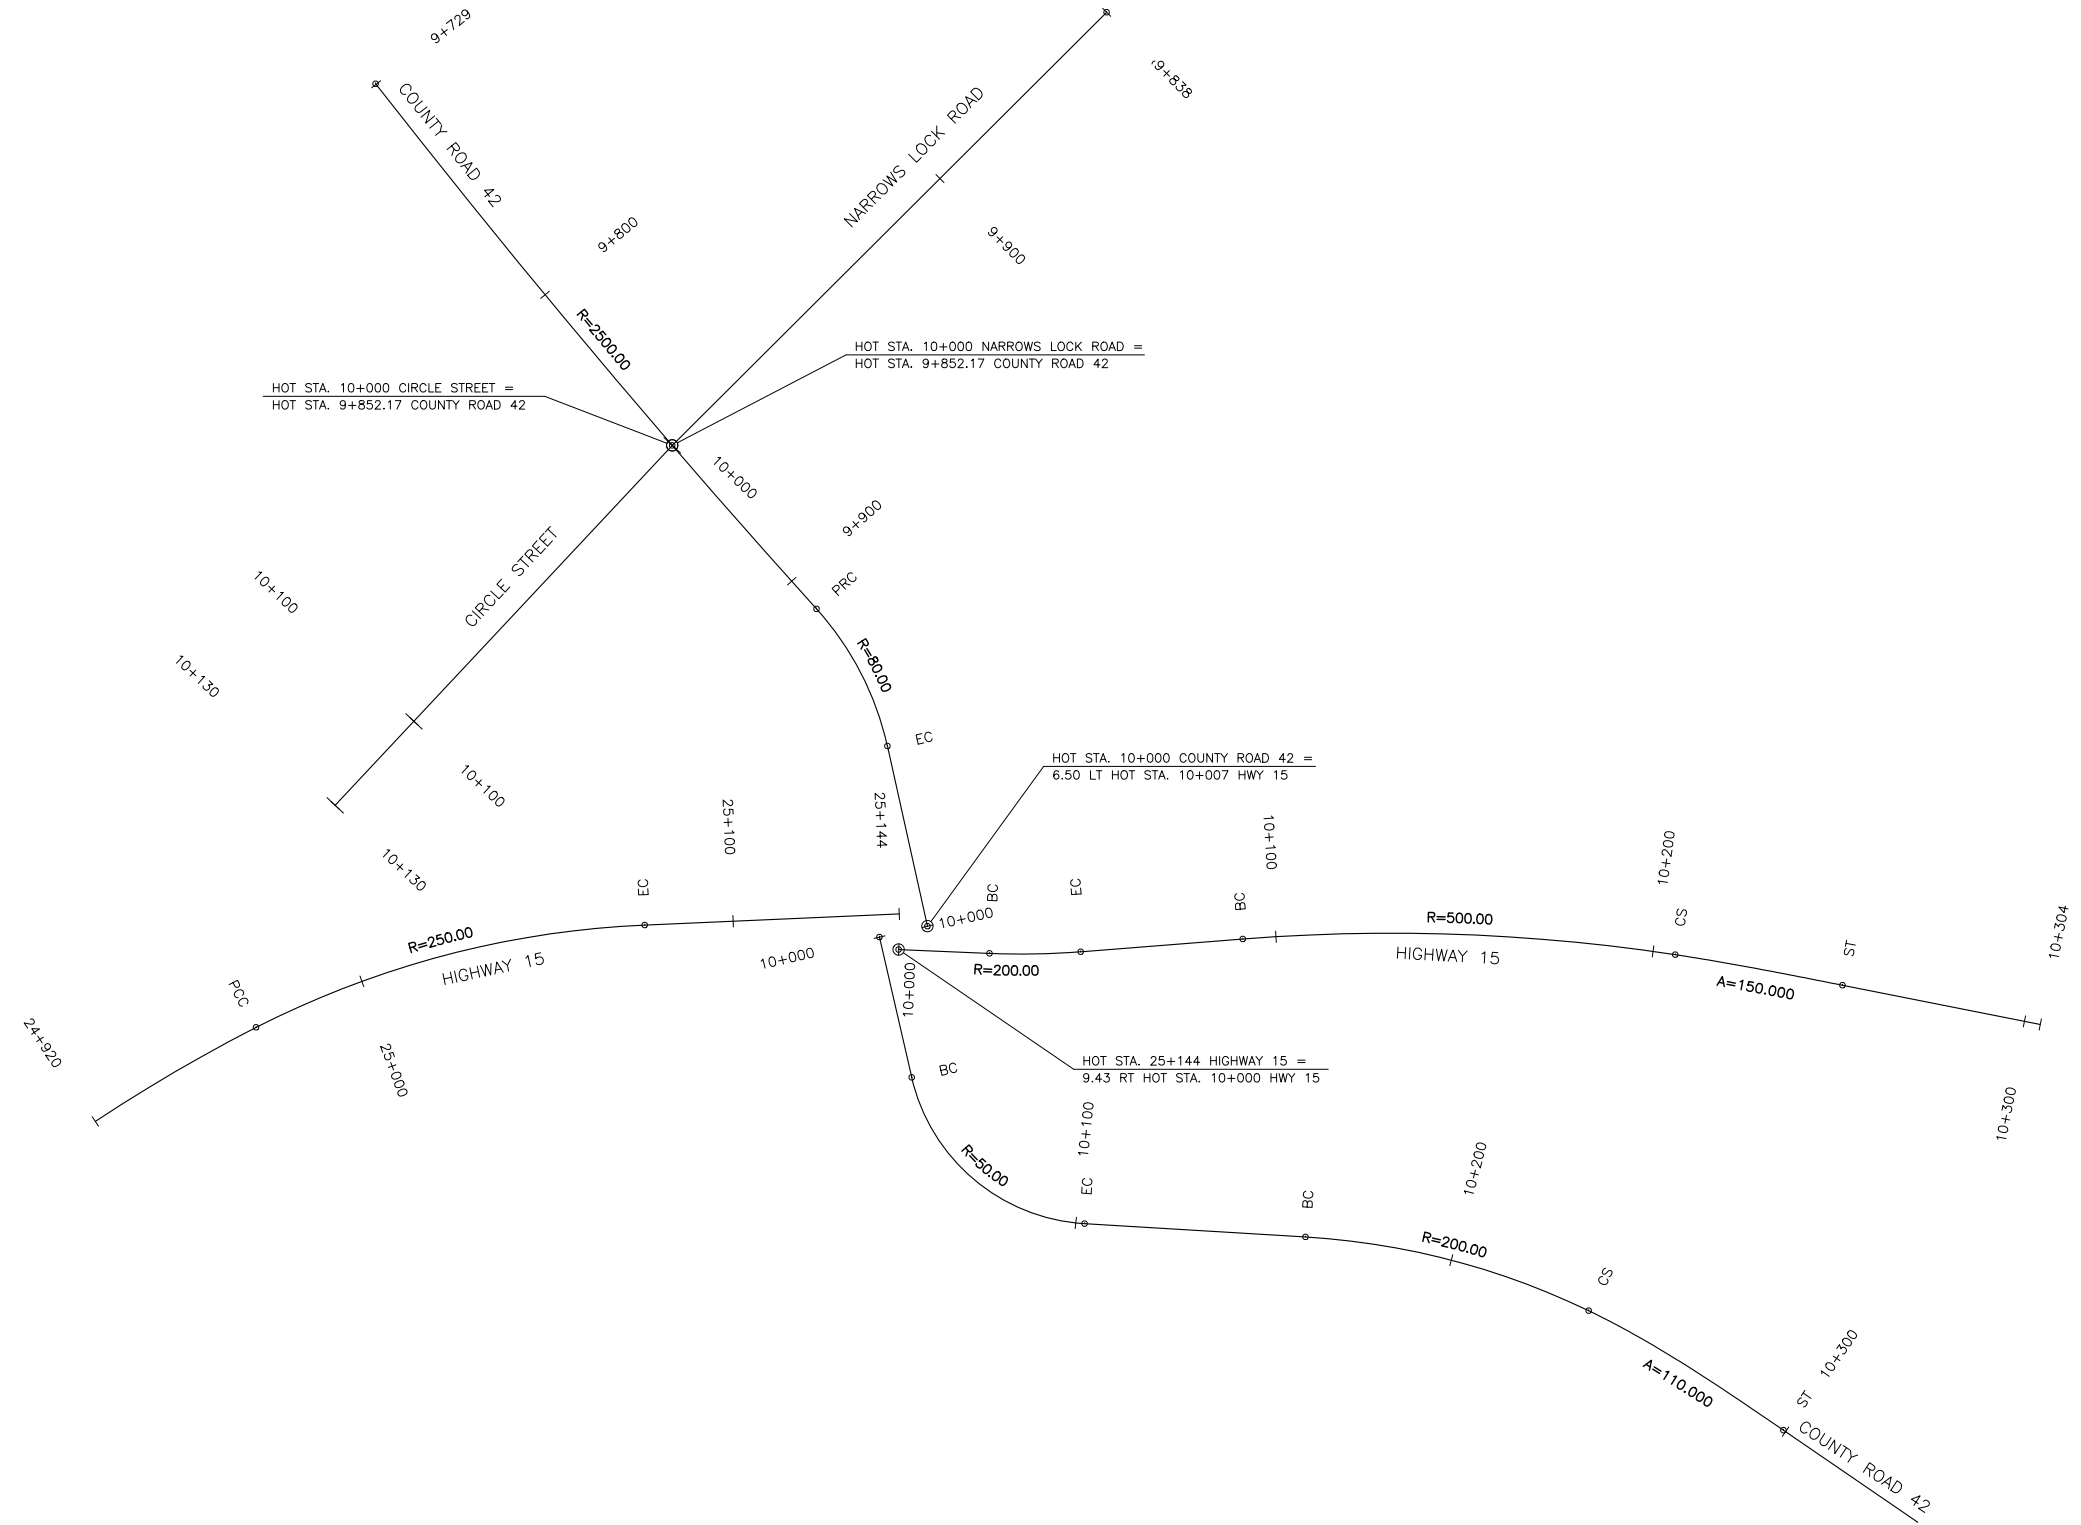 9+729
9+838
COUNTY ROAD 42
NARROWS LOCK ROAD
9+800
9+900
R=2500.00
HOT STA. 10+000 NARROWS LOCK ROAD =
HOT STA. 9+852.17 COUNTY ROAD 42
HOT STA. 10+000 CIRCLE STREET =
HOT STA. 9+852.17 COUNTY ROAD 42
10+000
9+900
CIRCLE STREET
PRC
10+100
R=80.00
10+130
EC
HOT STA. 10+000 COUNTY ROAD 42 =
6.50 LT HOT STA. 10+007 HWY 15
10+100
25+100
25+144
10+100
10+200
10+130
EC
BC
EC
BC
CS
10+304
10+000
R=250.00
R=500.00
HIGHWAY 15
10+000
10+000
R=200.00
HIGHWAY 15
ST
PCC
A=150.000
24+920
25+000
HOT STA. 25+144 HIGHWAY 15 =
9.43 RT HOT STA. 10+000 HWY 15
BC
10+100
10+300
R=50.00
EC
BC
10+200
R=200.00
CS
10+300
A=110.000
ST
COUNTY ROAD 42